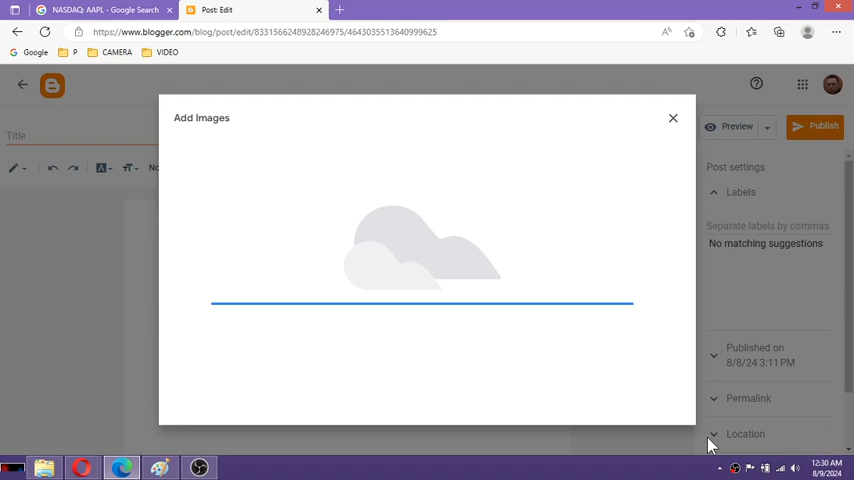 NASDAQ: AAPL - Google Search
Post: Edit
https://www.blogger.com/blog/post/edit/8331566248928246975/4643035513640999625
Google
P
CAMERA
VIDEO
Add Images
Title
Preview
Publish
Post settings
Labels
Separate labels by commas
No matching suggestions
Published on
8/8/24 3:11 PM
Permalink
Location
12:30 AM
8/9/2024